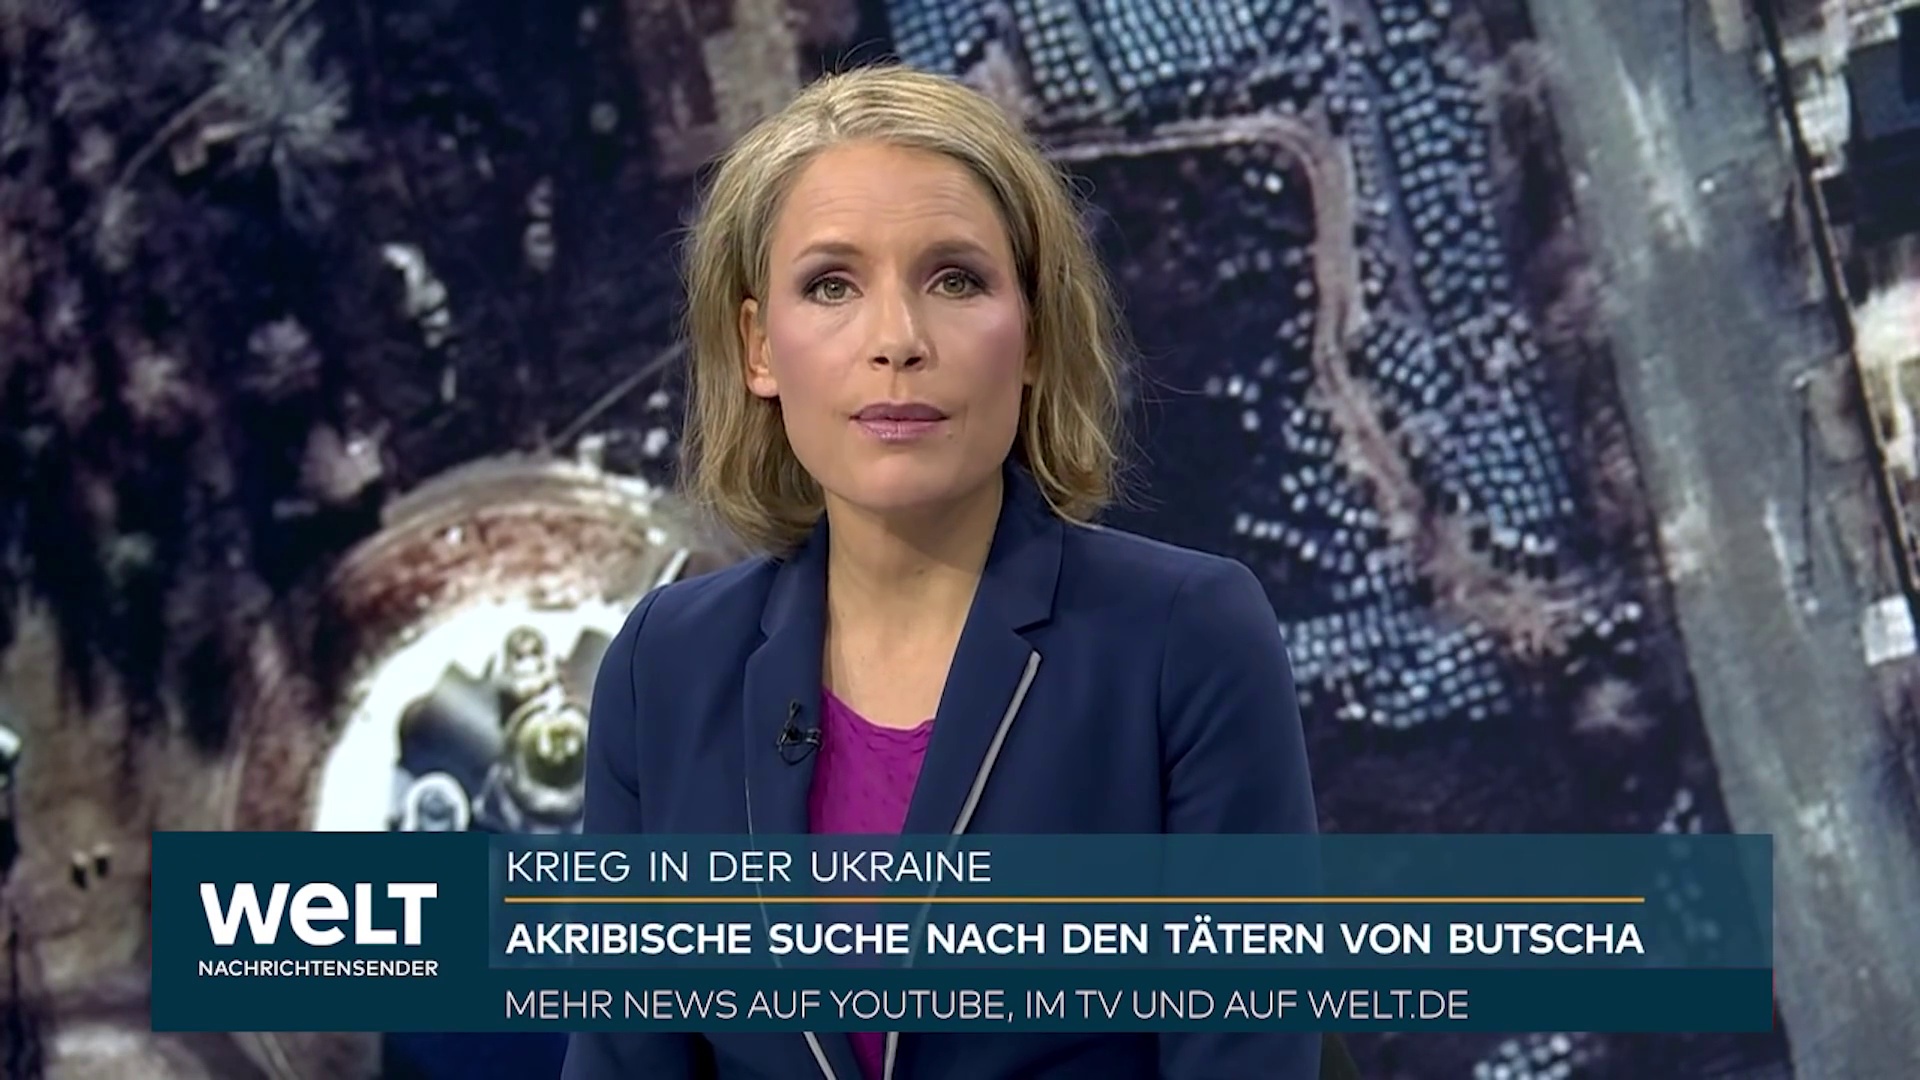 KRIEG IN DER UKRAINE
WELT
AKRIBISCHE SUCHE NACH DEN TÄTERN VON BUTSCHA
NACHRICHTENSENDER
MEHR NEWS AUF YOUTUBE, IM TV UND AUF WELT.DE